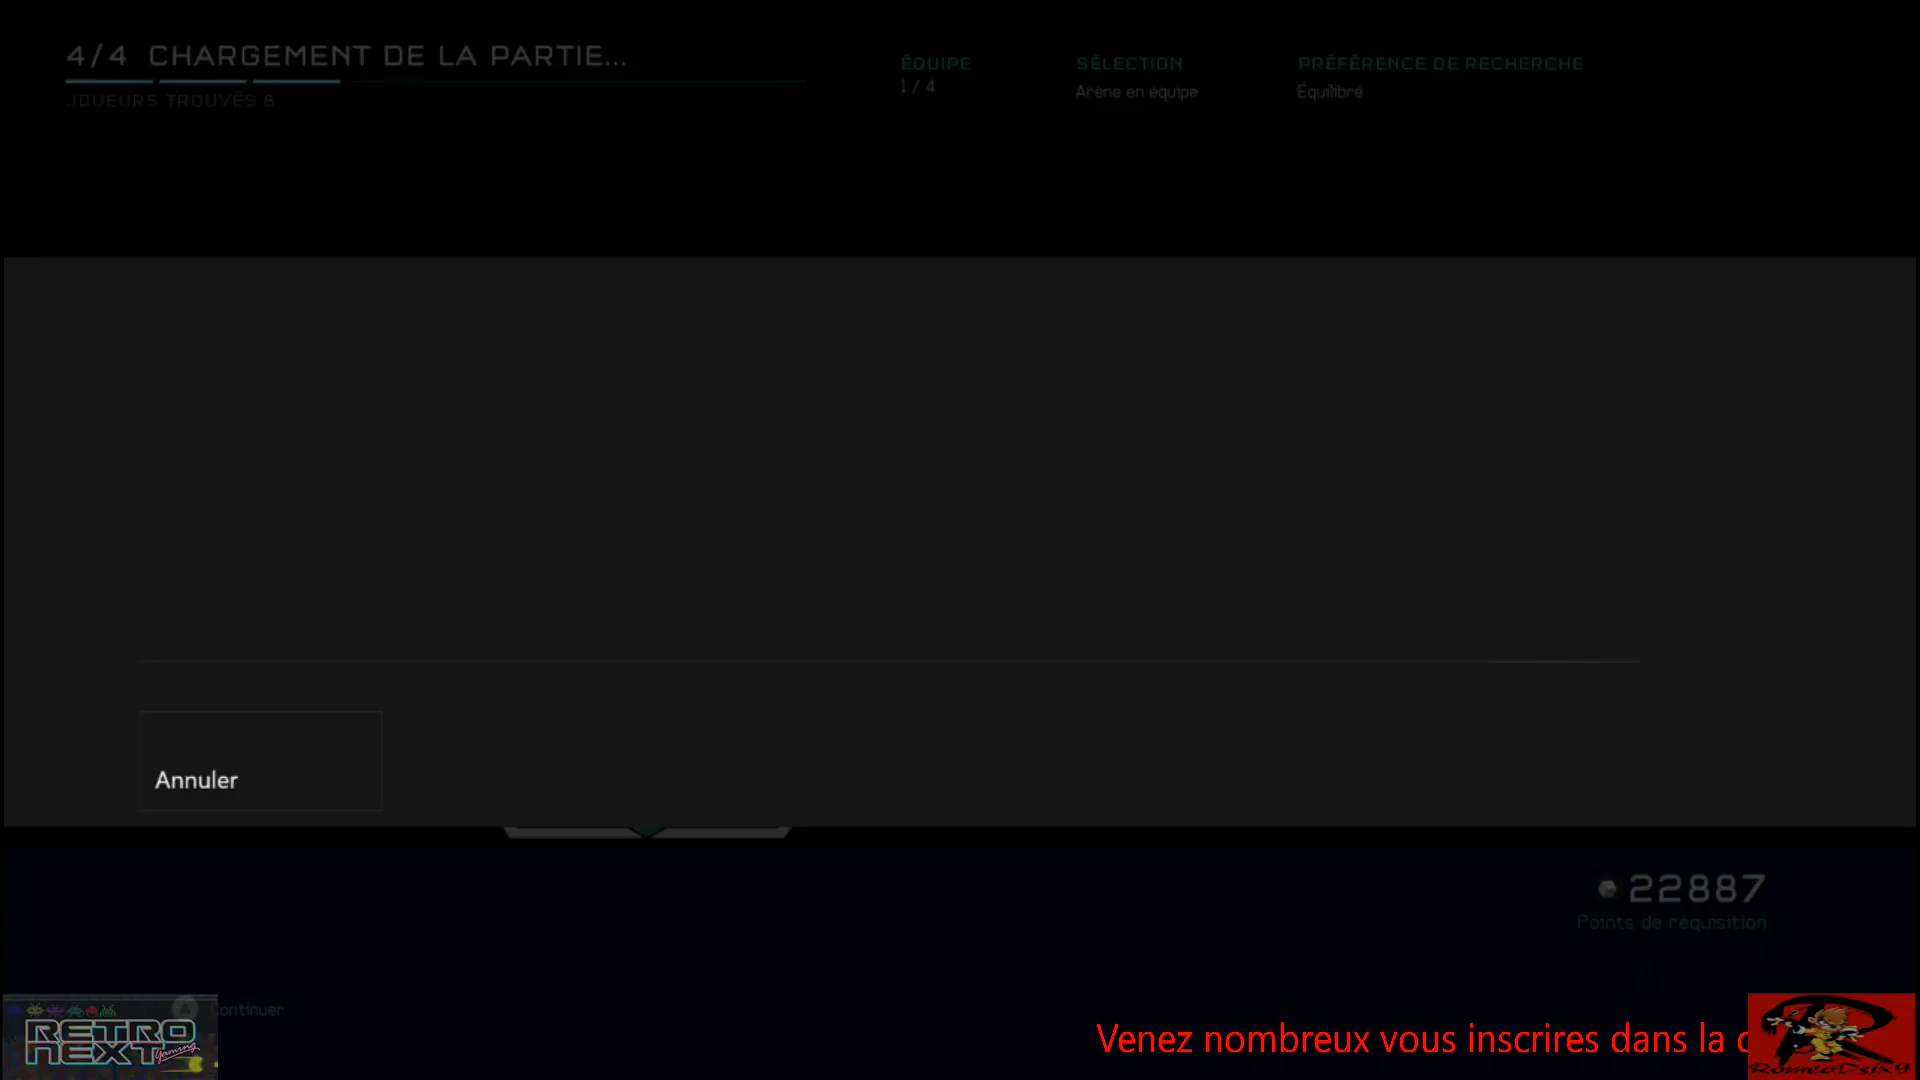 4/4 CHARGEMENT DE LA PARTIE...
JOUEURS TROUVÉS 8
ÉQUIPE
1 / 4
SÉLECTION
Arène en équipe
PRÉFÉRENCE DE RECHERCHE
Équilibré
Annuler
22887
Points de réquisition
A Continuer
RETRO
NEXT Gaming
Venez nombreux vous inscrires dans la